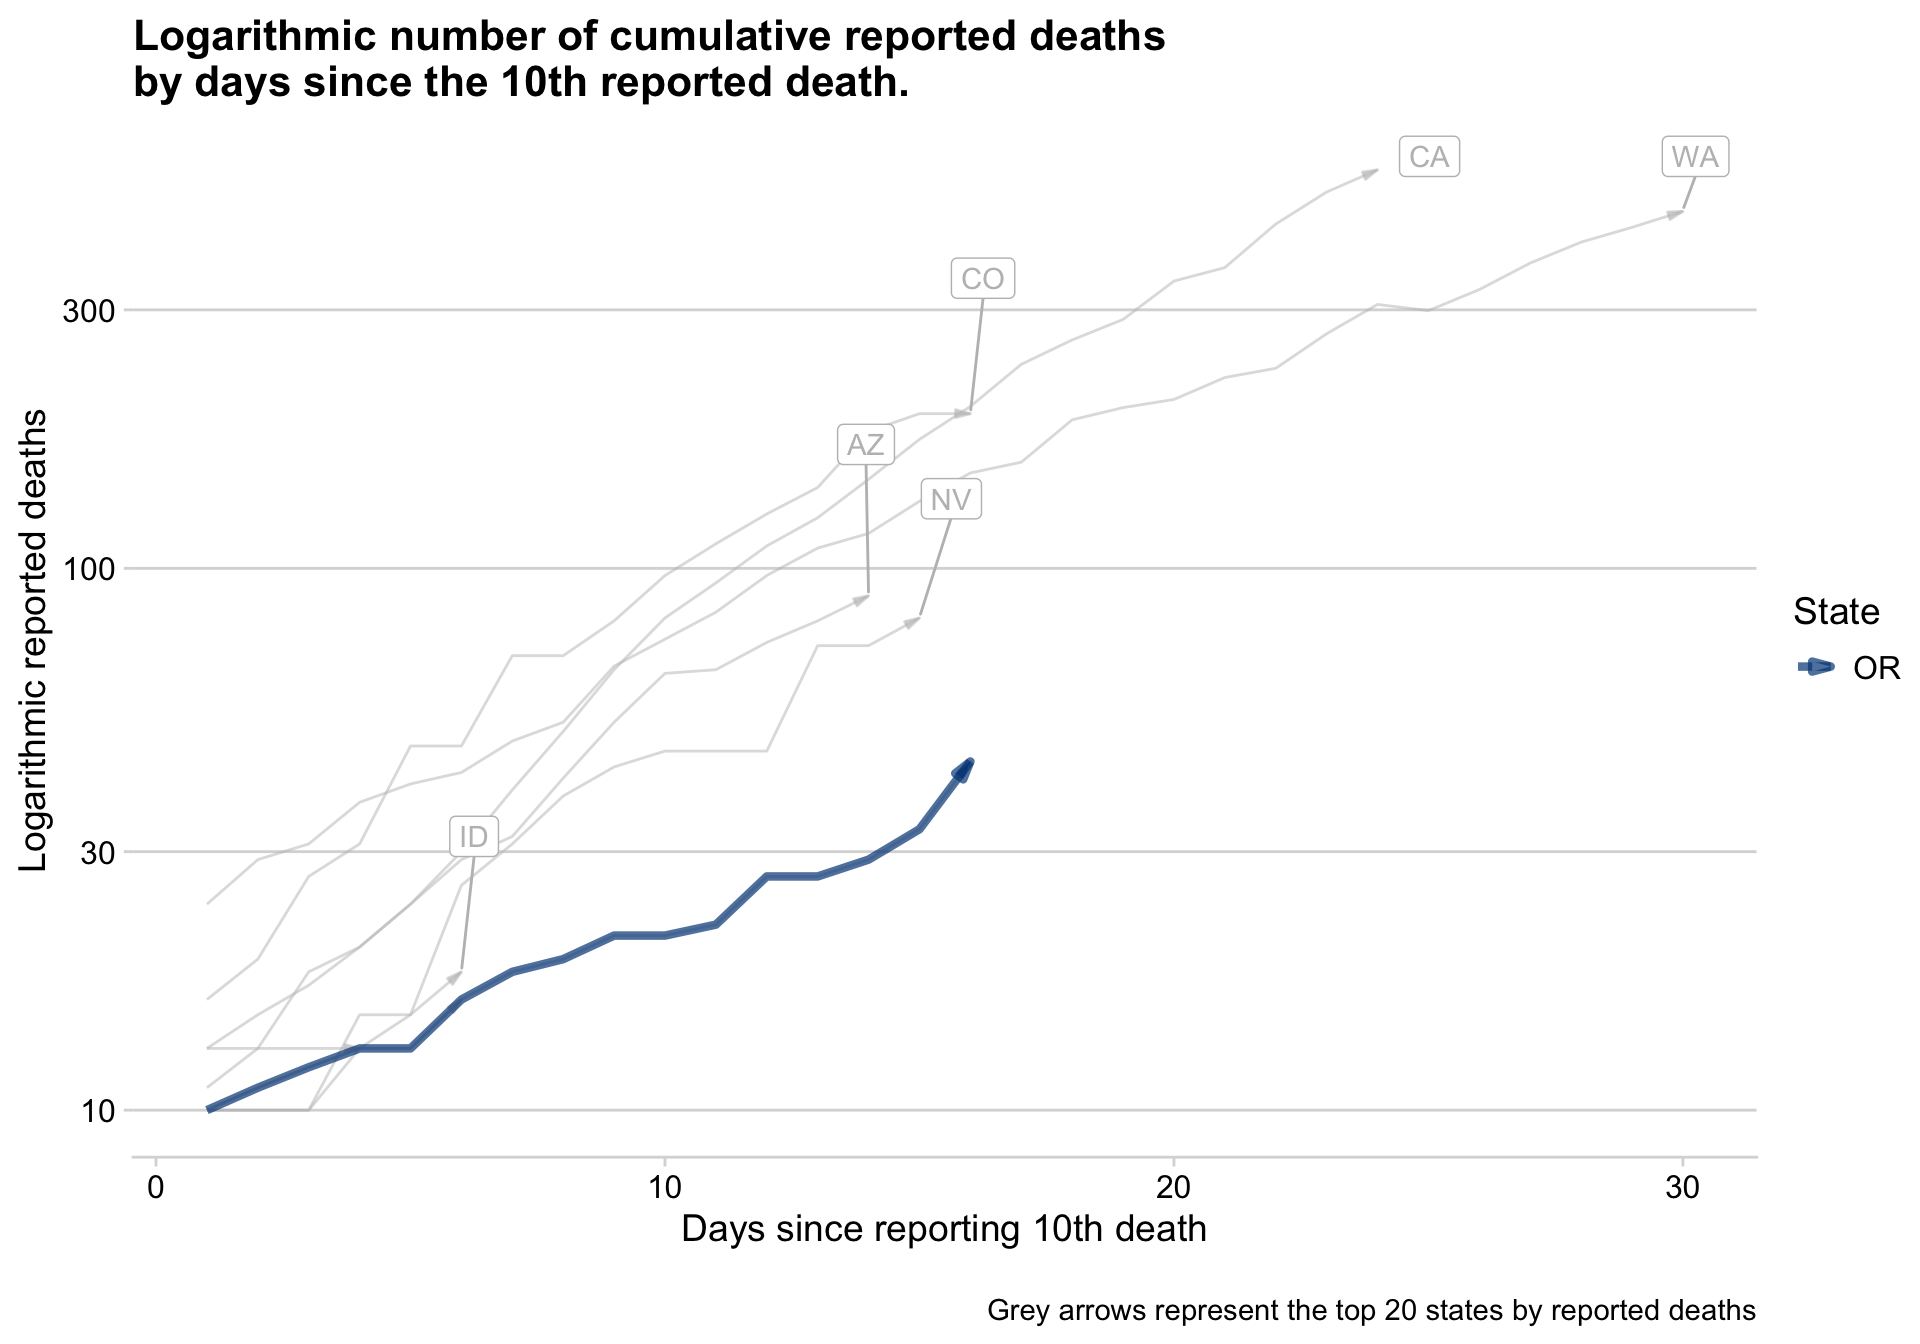 Logarithmic number of cumulative reported deaths
by days since the 10th reported death.
CA
WA
CO
300
AZ
NV
100
Logarithmic reported deaths
State
OR
ID
30
10
0 10 20 30
Days since reporting 10th death
Grey arrows represent the top 20 states by reported deaths